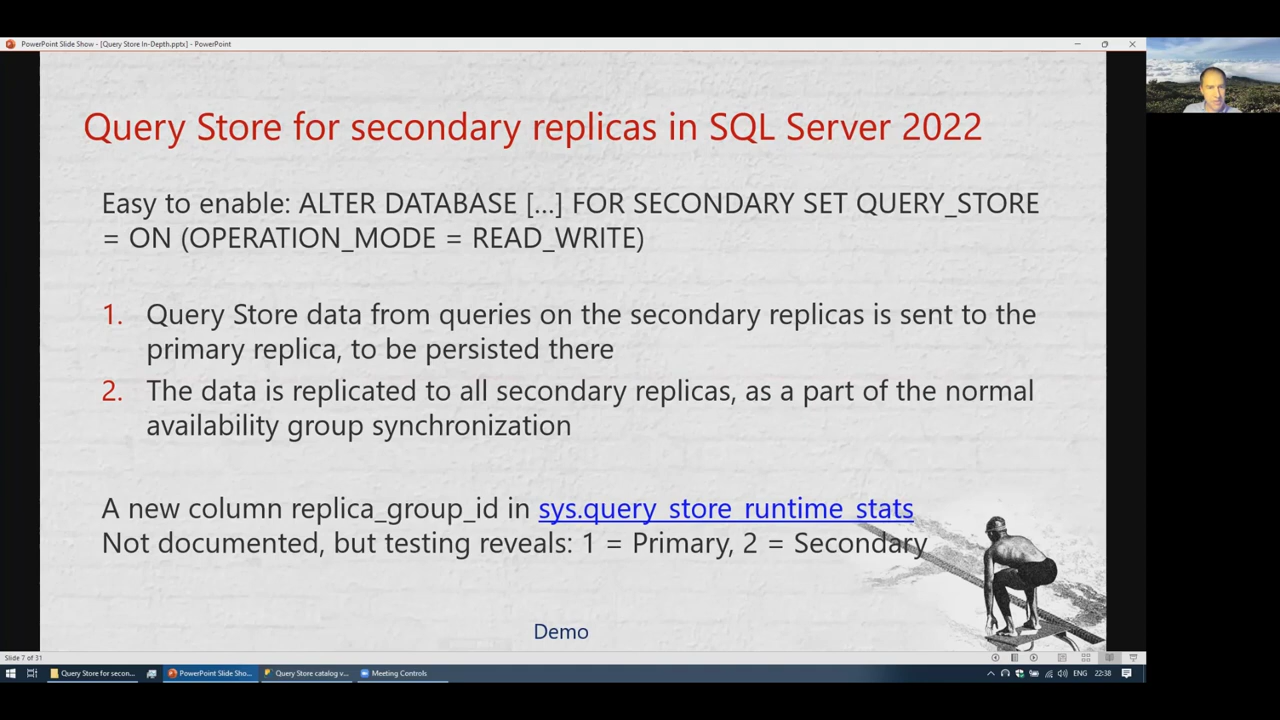 PowerPoint Slide Show - [Query Store In-Depth.pptx] - PowerPoint
Query Store for secondary replicas in SQL Server 2022
Easy to enable: ALTER DATABASE [...] FOR SECONDARY SET QUERY_STORE
= ON (OPERATION_MODE = READ_WRITE)
1. Query Store data from queries on the secondary replicas is sent to the
primary replica, to be persisted there
2. The data is replicated to all secondary replicas, as a part of the normal
availability group synchronization
A new column replica_group_id in sys.query_store_runtime_stats
Not documented, but testing reveals: 1 = Primary, 2 = Secondary
Demo
Slide 7 of 31
Query Store for secon...
PowerPoint Slide Sho...
Query Store catalog v...
Meeting Controls
ENG
22:38